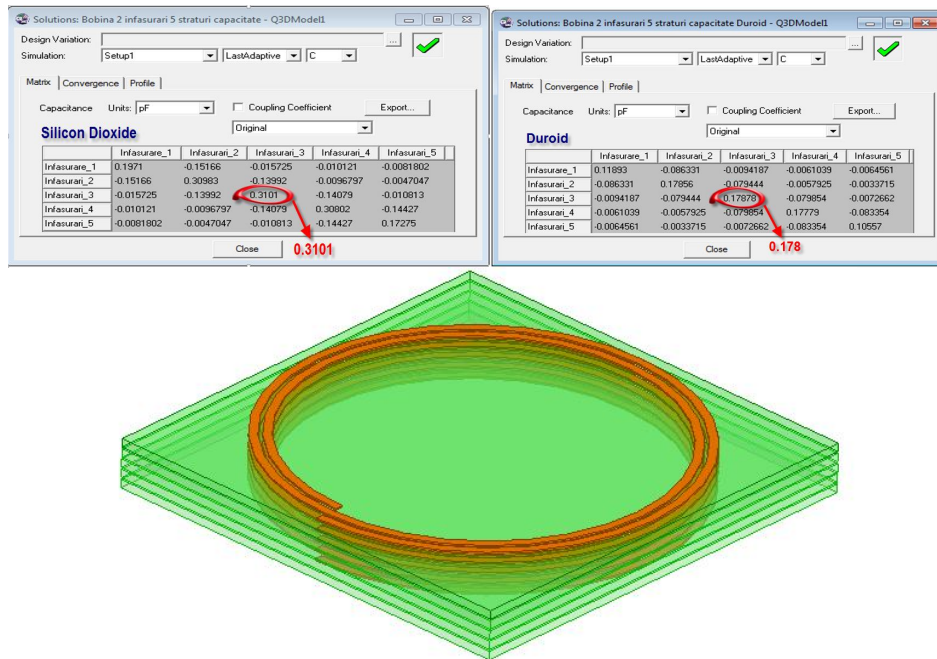 Solutions: Bobina 2 infasurari 5 straturi capacitate - Q3DModel1
Design Variation:
...
Simulation: Setup1 LastAdaptive C
Matrix Convergence Profile
Capacitance Units: pF Coupling Coefficient Export...
Original
Silicon Dioxide
Infasurare_1 Infasurari_2 Infasurari_3 Infasurari_4 Infasurari_5
Infasurare_1 0.1971 -0.15166 -0.015725 -0.010121 -0.0081802
Infasurari_2 -0.15166 0.30983 -0.13992 -0.0096797 -0.0047047
Infasurari_3 -0.015725 -0.13992 0.3101 -0.14079 -0.010813
Infasurari_4 -0.010121 -0.0096797 -0.14079 0.30802 -0.14427
Infasurari_5 -0.0081802 -0.0047047 -0.010813 -0.14427 0.17275
Close
0.3101
Solutions: Bobina 2 infasurari 5 straturi capacitate Duroid - Q3DModel1
Design Variation:
...
Simulation: Setup1 LastAdaptive C
Matrix Convergence Profile
Capacitance Units: pF Coupling Coefficient Export...
Original
Duroid
Infasurare_1 Infasurari_2 Infasurari_3 Infasurari_4 Infasurari_5
Infasurare_1 0.11893 -0.086331 -0.0094187 -0.0061039 -0.0064561
Infasurari_2 -0.086331 0.17856 -0.079444 -0.0057925 -0.0033715
Infasurari_3 -0.0094187 -0.079444 0.17878 -0.079854 -0.0072662
Infasurari_4 -0.0061039 -0.0057925 -0.079854 0.17779 -0.083354
Infasurari_5 -0.0064561 -0.0033715 -0.0072662 -0.083354 0.10557
Close
0.178